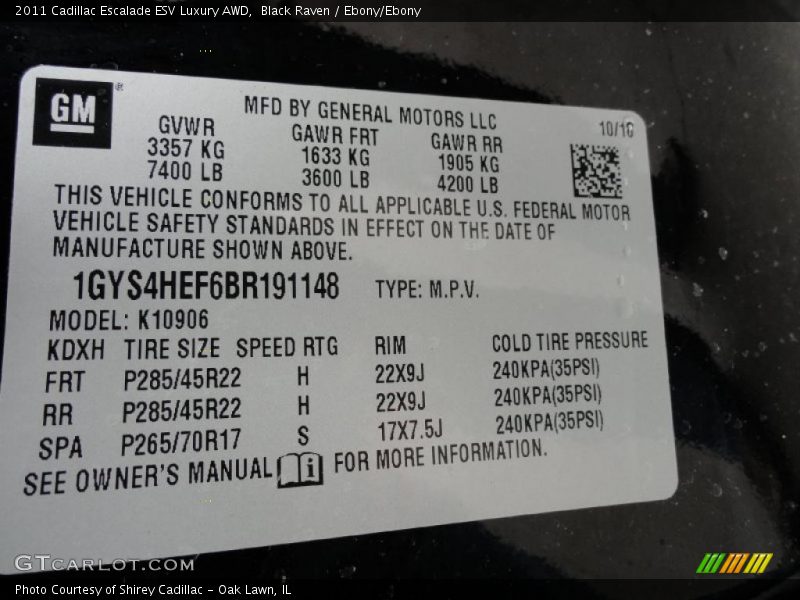 2011 Cadillac Escalade ESV Luxury AWD, Black Raven / Ebony/Ebony
GM®
MFD BY GENERAL MOTORS LLC
10/10
GVWR GAWR FRT GAWR RR
3357 KG 1633 KG 1905 KG
7400 LB 3600 LB 4200 LB
THIS VEHICLE CONFORMS TO ALL APPLICABLE U.S. FEDERAL MOTOR
VEHICLE SAFETY STANDARDS IN EFFECT ON THE DATE OF
MANUFACTURE SHOWN ABOVE.
1GYS4HEF6BR191148 TYPE: M.P.V.
MODEL: K10906
KDXH TIRE SIZE SPEED RTG RIM COLD TIRE PRESSURE
FRT P285/45R22 H 22X9J 240KPA(35PSI)
RR P285/45R22 H 22X9J 240KPA(35PSI)
SPA P265/70R17 S 17X7.5J 240KPA(35PSI)
SEE OWNER'S MANUAL i FOR MORE INFORMATION.
GTCARLOT.COM
Photo Courtesy of Shirey Cadillac - Oak Lawn, IL